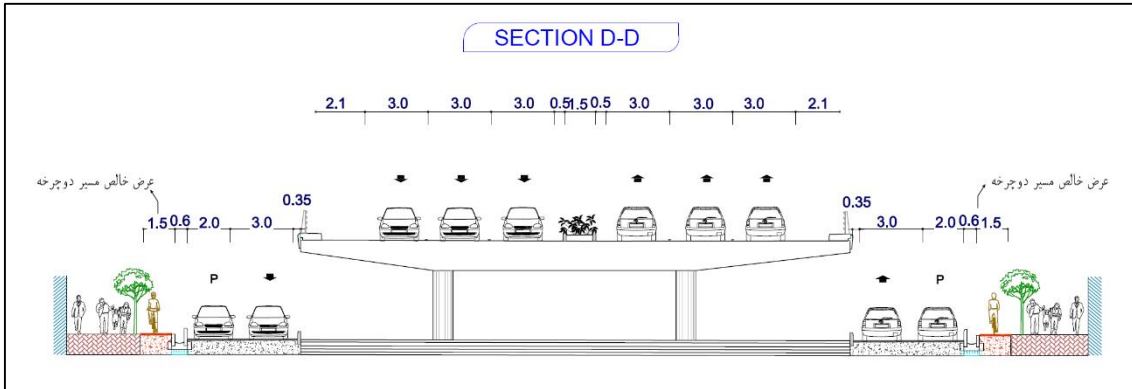 SECTION D-D
2.1 3.0 3.0 3.0 0.5 1.5 0.5 3.0 3.0 3.0 2.1
عرض خالص مسیر دوچرخه
عرض خالص مسیر دوچرخه
0.35 0.35
1.5 0.6 2.0 3.0 3.0 2.0 0.6 1.5
P P